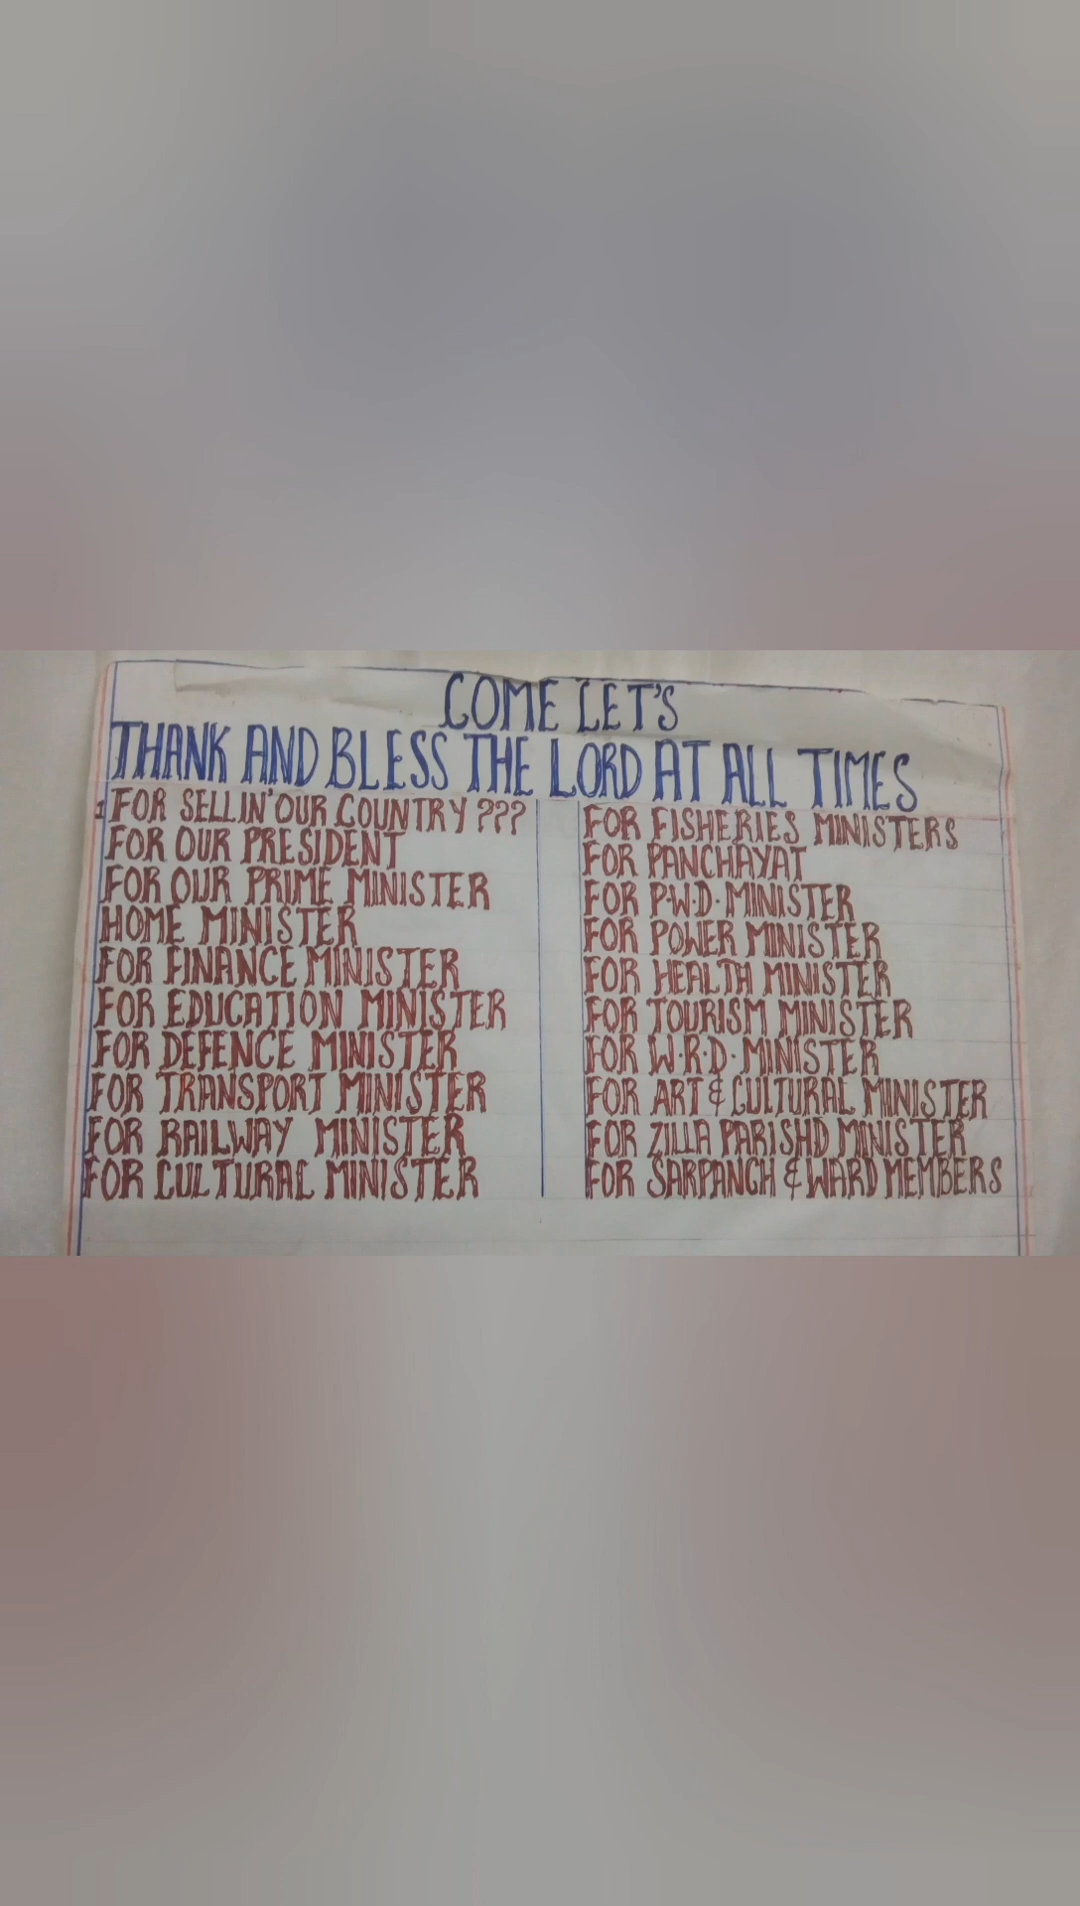 COME LET'S
THANK AND BLESS THE LORD AT ALL TIMES
1 FOR SELLIN' OUR COUNTRY ???
FOR OUR PRESIDENT
FOR OUR PRIME MINISTER
HOME MINISTER
FOR FINANCE MINISTER
FOR EDUCATION MINISTER
FOR DEFENCE MINISTER
FOR TRANSPORT MINISTER
FOR RAILWAY MINISTER
FOR CULTURAL MINISTER
FOR FISHERIES MINISTERS
FOR PANCHAYAT
FOR P.W.D. MINISTER
FOR POWER MINISTER
FOR HEALTH MINISTER
FOR TOURISM MINISTER
FOR W.R.D. MINISTER
FOR ART & CULTURAL MINISTER
FOR ZILLA PARISHD MINISTER
FOR SARPANCH & WARD MEMBERS